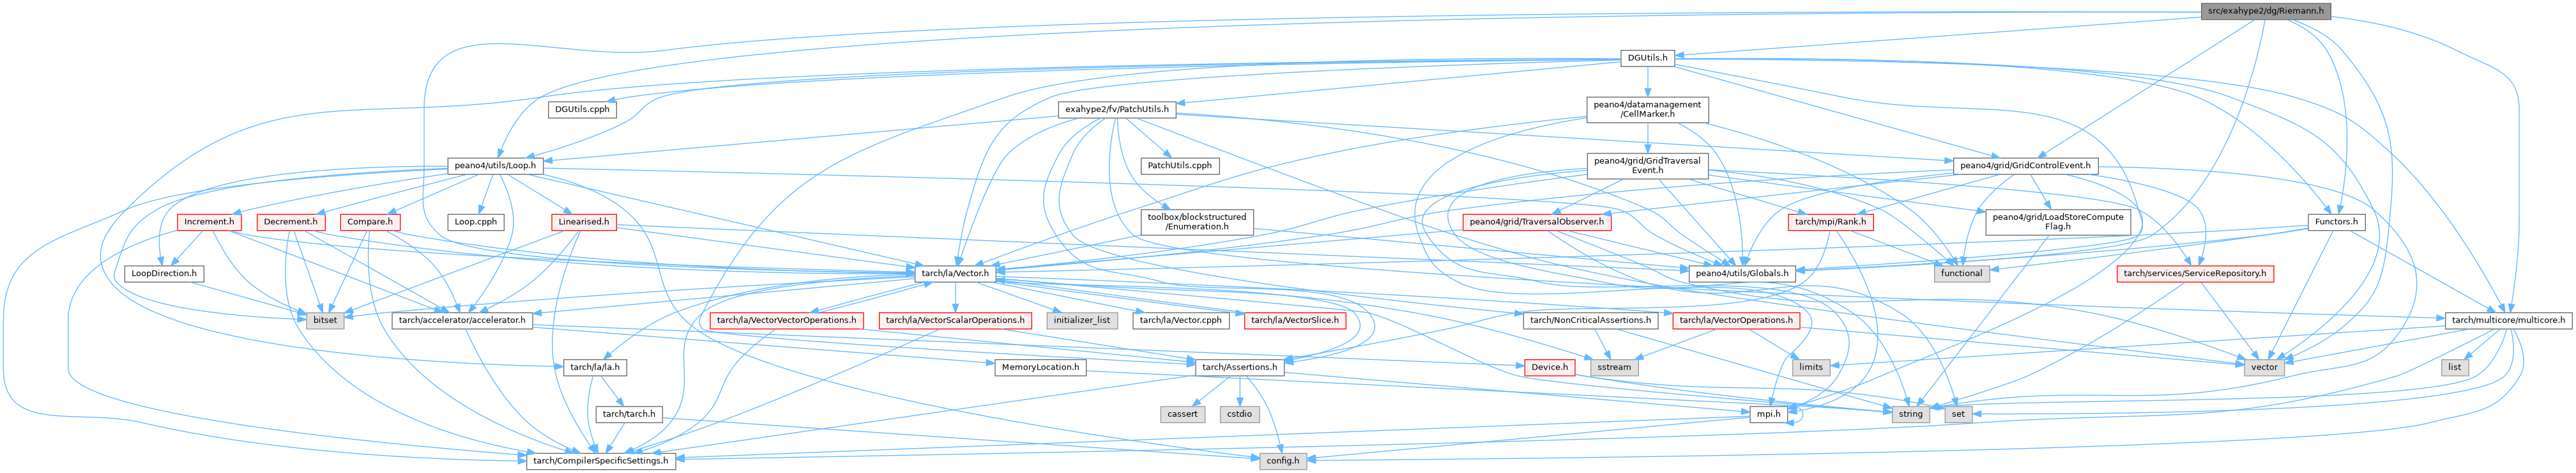 src/exahype2/dg/Riemann.h
DGUtils.h
DGUtils.cpph
exahype2/fv/PatchUtils.h
peano4/datamanagement
/CellMarker.h
peano4/utils/Loop.h
PatchUtils.cpph
peano4/grid/GridTraversal
Event.h
peano4/grid/GridControlEvent.h
Increment.h
Decrement.h
Compare.h
Loop.cpph
Linearised.h
toolbox/blockstructured
/Enumeration.h
peano4/grid/TraversalObserver.h
tarch/mpi/Rank.h
peano4/grid/LoadStoreCompute
Flag.h
Functors.h
LoopDirection.h
tarch/la/Vector.h
peano4/utils/Globals.h
functional
tarch/services/ServiceRepository.h
bitset
tarch/accelerator/accelerator.h
tarch/la/VectorVectorOperations.h
tarch/la/VectorScalarOperations.h
initializer_list
tarch/la/Vector.cpph
tarch/la/VectorSlice.h
tarch/NonCriticalAssertions.h
tarch/la/VectorOperations.h
tarch/multicore/multicore.h
tarch/la/la.h
MemoryLocation.h
tarch/Assertions.h
sstream
Device.h
limits
vector
list
tarch/tarch.h
cassert
cstdio
mpi.h
string
set
tarch/CompilerSpecificSettings.h
config.h